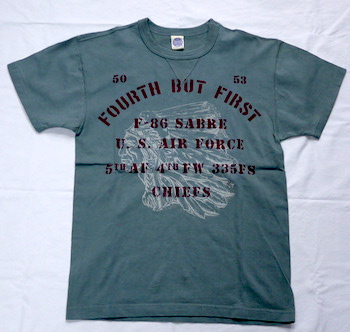 50 53
FOURTH BUT FIRST
F-86 SABRE
U. S. AIR FORCE
5TH AF 4TH FW 335FS
CHIEFS